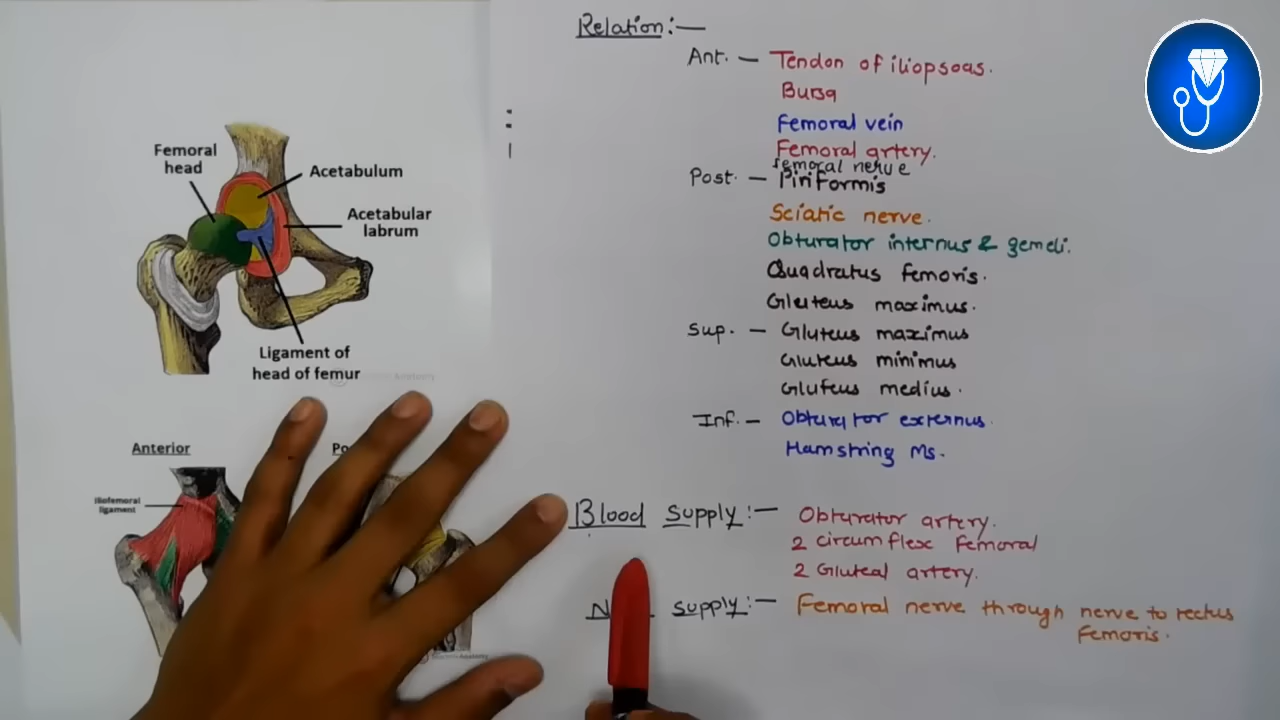 Relation:—
Ant. — Tendon of iliopsoas.
Bursa
Femoral vein
Femoral artery.
femoral nerve
Post. — Piriformis
Sciatic nerve.
Obturator internus & gemeli.
Quadratus femoris.
Gluteus maximus.
Sup. — Gluteus maximus
Gluteus minimus
Gluteus medius.
Inf. — Obturator externus.
Hamstring Ms.
Blood supply:— Obturator artery.
2 circumflex femoral
2 Gluteal artery.
supply:— Femoral nerve through nerve to rectus
Femoris.
Femoral
head
Acetabulum
Acetabular
labrum
Ligament of
head of femur
Anterior
Iliofemoral
ligament